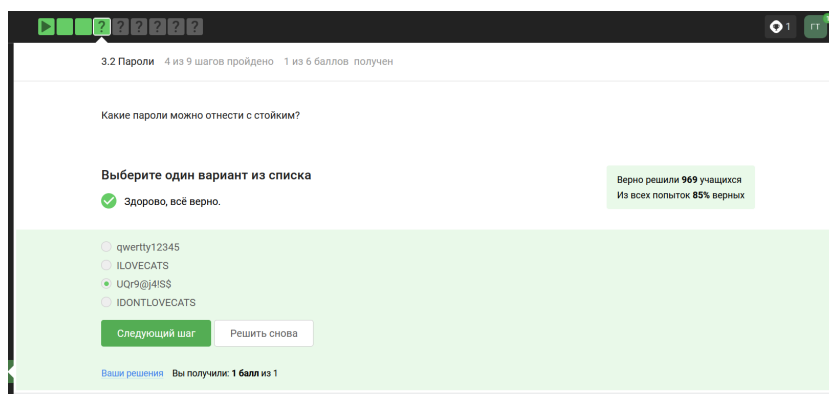 ? ? ? ? ? ?
1
ГТ
3.2 Пароли 4 из 9 шагов пройдено 1 из 6 баллов получен
Какие пароли можно отнести с стойким?
Выберите один вариант из списка
Здорово, всё верно.
Верно решили 969 учащихся
Из всех попыток 85% верных
qwertty12345
ILOVECATS
UQr9@j4!S$
IDONTLOVECATS
Следующий шаг Решить снова
Ваши решения Вы получили: 1 балл из 1